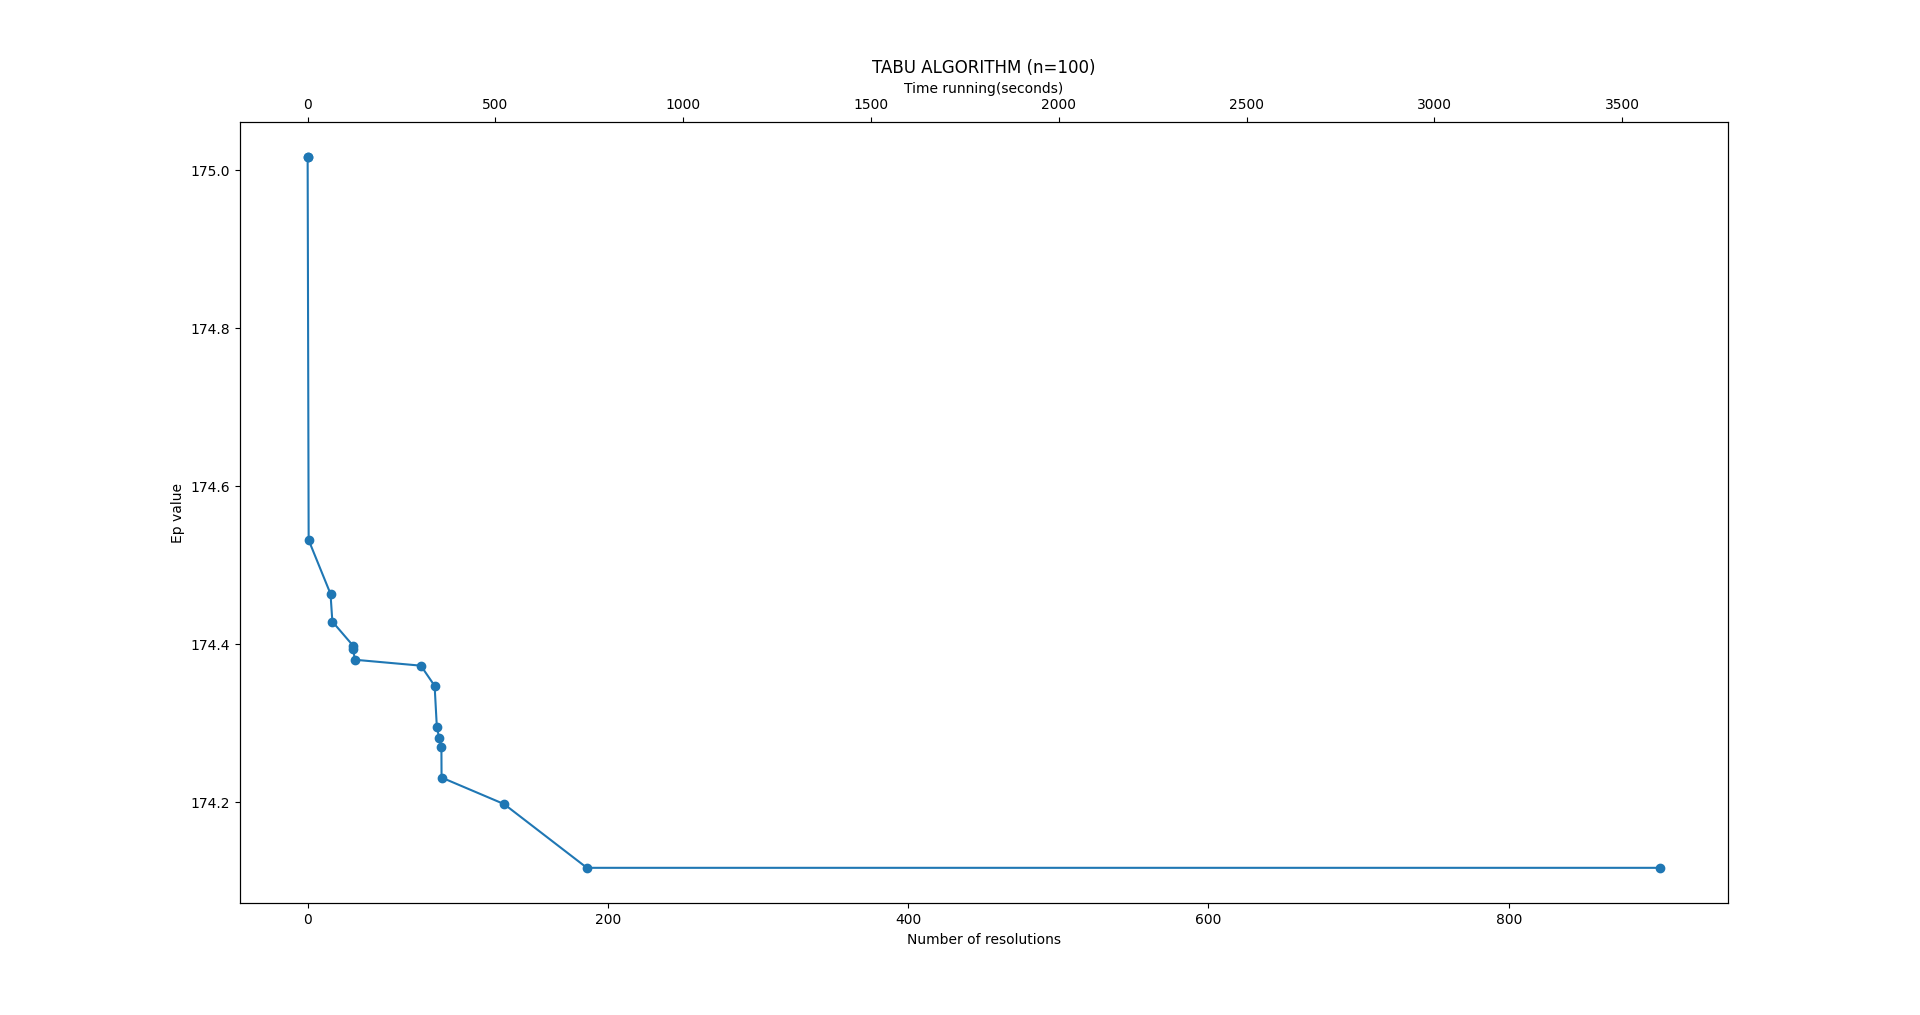 TABU ALGORITHM (n=100)
Time running(seconds)
0 500 1000 1500 2000 2500 3000 3500
175.0
174.8
174.6
Ep value
174.4
174.2
0 200 400 600 800
Number of resolutions